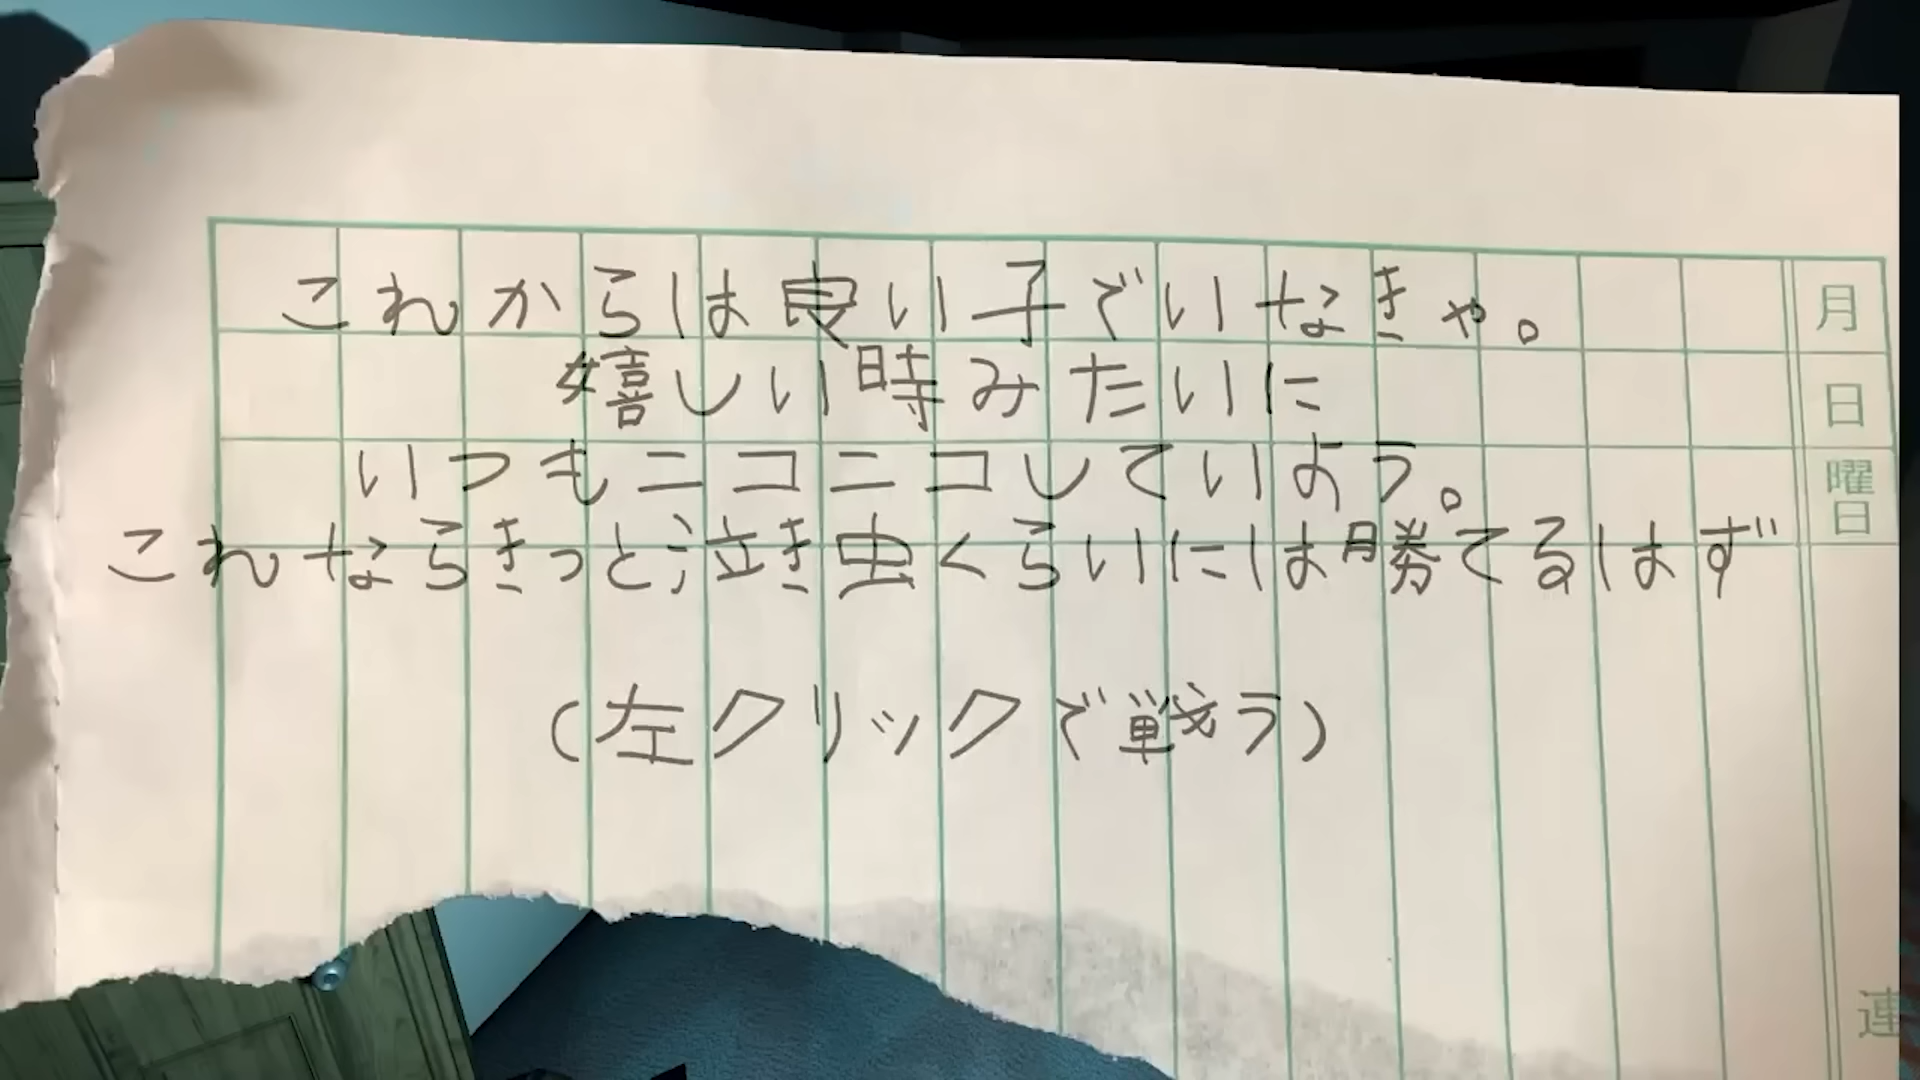 これからは良い子でいなきゃ。
嬉しい時みたいに
いつもニコニコしていよう。
これならきっと泣き虫くらいには勝てるはず
(左クリックで戦う)
月
日
曜日
連